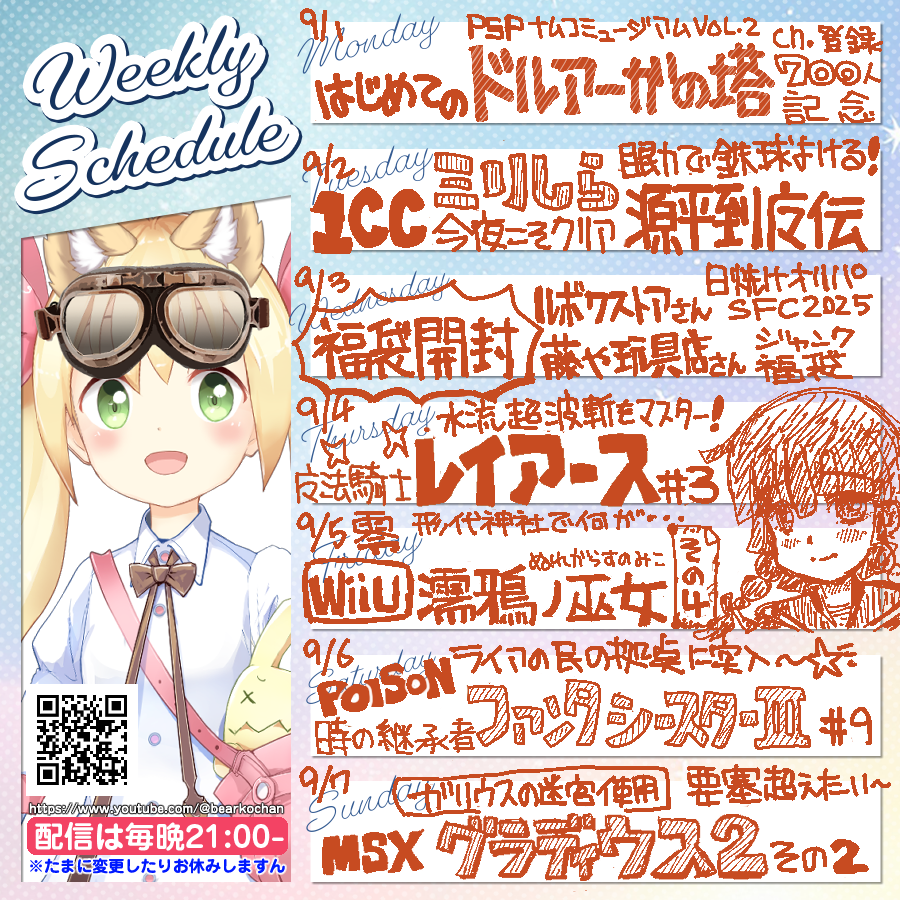 Weekly
Schedule
9/1
Monday
PSP ナムコミュージアムVOL.2
はじめての
ドルアーガの塔
ch.登録
700人
記念
9/2
Tuesday
1CC
ミリしら
今夜こそクリア
眼力で鉄球よける!
源平討伝
9/3
Wednesday
福袋開封
ルボワストアさん
日焼けオリパ
SFC2025
藤や玩具店さん
ジャンク
福袋
9/4
Thursday
水流超波斬をマスター!
レイアース#3
9/5
Friday
零
形代神社で何が・・・
WiiU
ぬれからすのみこ
濡鴉ノ巫女
その4
9/6
Saturday
POISON
ライアの民の拠点に突入〜☆
時の継承者
ファンタシースターIII #9
9/7
Sunday
ガリウスの迷宮使用
要塞超えたい〜
MSX
グラディウス2その2
https://www.youtube.com/@bearkochan
配信は毎晩21:00-
※たまに変更したりお休みしますん